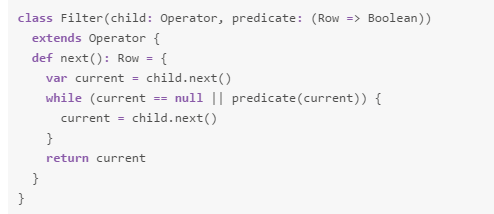 class Filter(child: Operator, predicate: (Row => Boolean))
  extends Operator {
  def next(): Row = {
    var current = child.next()
    while (current == null || predicate(current)) {
      current = child.next()
    }
    return current
  }
}